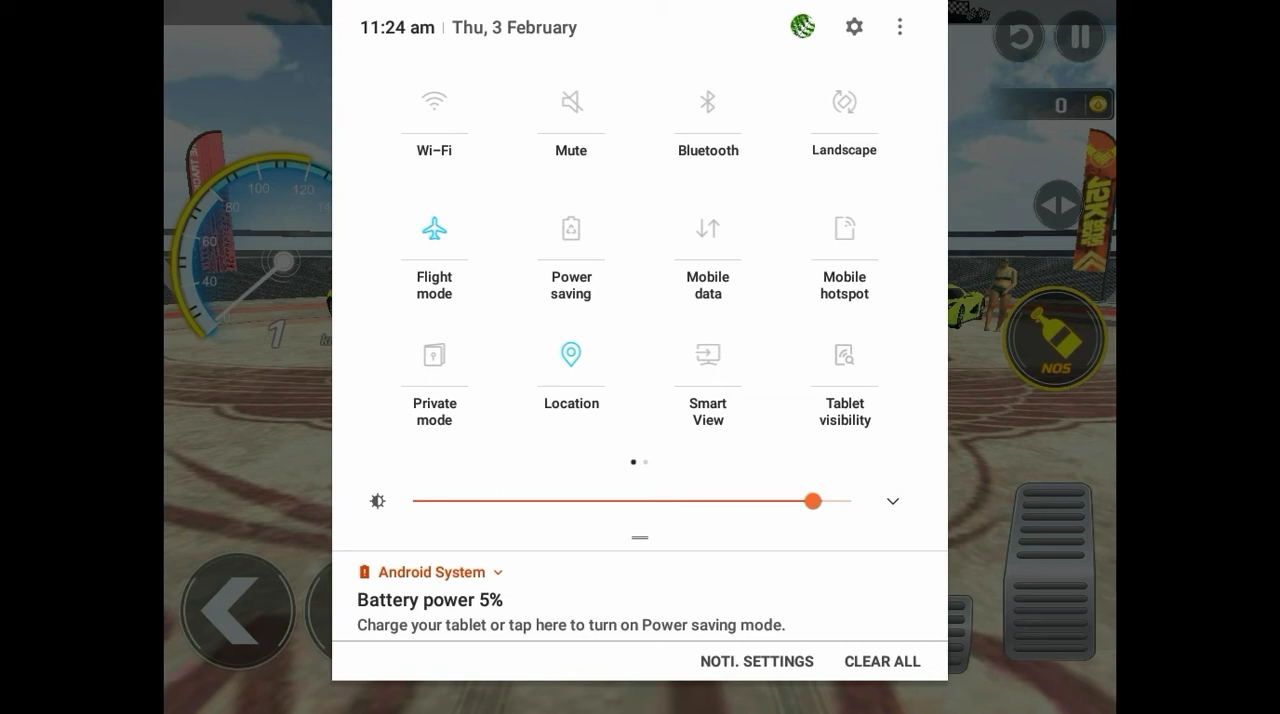 11:24 am | Thu, 3 February
0
Wi-Fi
Mute
Bluetooth
Landscape
100
120
80
60
40
Flight
mode
Power
saving
Mobile
data
Mobile
hotspot
1
NOS
Private
mode
Location
Smart
View
Tablet
visibility
Android System
Battery power 5%
Charge your tablet or tap here to turn on Power saving mode.
NOTI. SETTINGS
CLEAR ALL